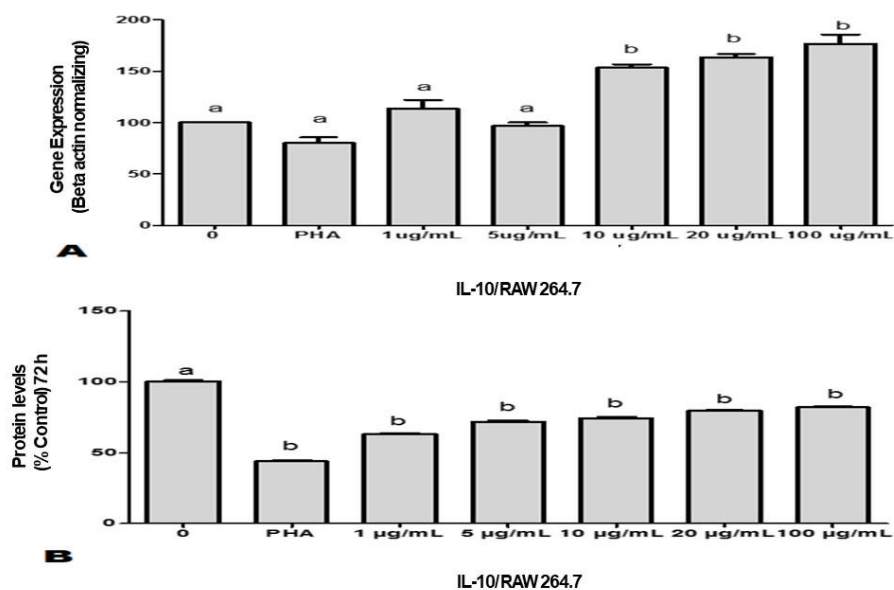 200
150
100
50
0
Gene Expression
(Beta actin normalizing)
a
a
a
a
b
b
b
0 PHA 1ug/mL 5ug/mL 10 ug/mL 20 ug/mL 100 ug/mL
A
IL-10/RAW 264.7
150
100
50
0
Protein levels
(% Control) 72 h
a
b
b
b
b
b
b
0 PHA 1 µg/mL 5 µg/mL 10 µg/mL 20 µg/mL 100 µg/mL
B
IL-10/RAW 264.7